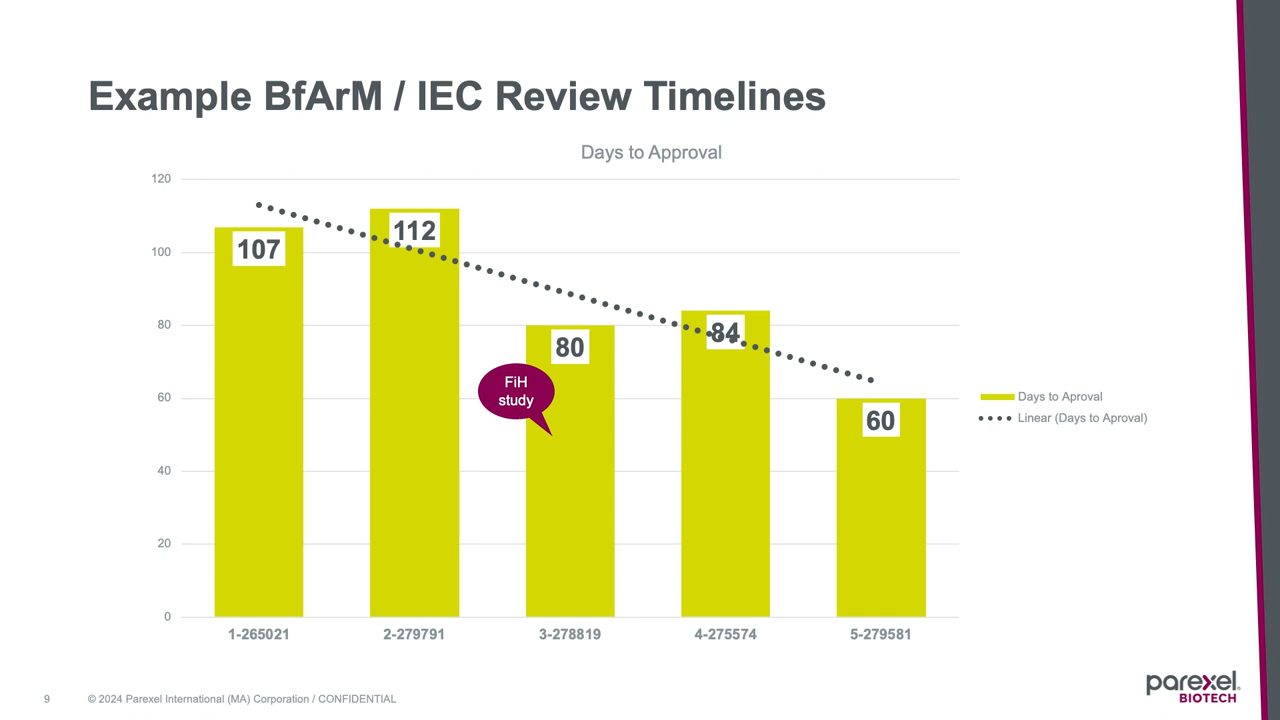 Example BfArM / IEC Review Timelines
Days to Approval
120
100
80
60
40
20
0
107
112
80
84
60
FiH
study
1-265021
2-279791
3-278819
4-275574
5-279581
Days to Aproval
Linear (Days to Aproval)
9
© 2024 Parexel International (MA) Corporation / CONFIDENTIAL
parexel®
BIOTECH